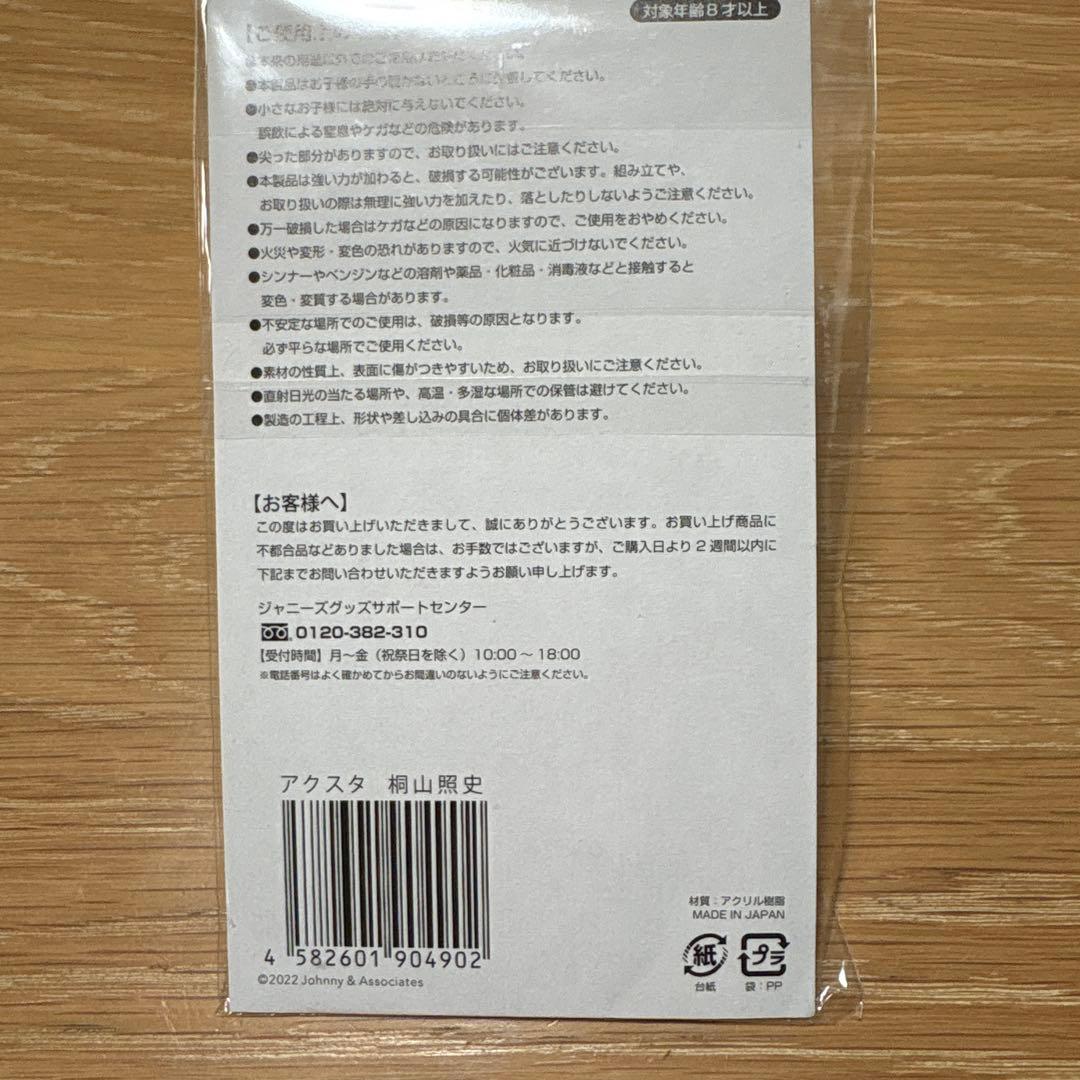 対象年齢8才以上
【ご使用上の
●本製品はお子様の手の届かないところに保管してください。
●小さなお子様には絶対に与えないでください。
誤飲による窒息やケガなどの危険があります。
●尖った部分がありますので、お取り扱いにはご注意ください。
●本製品は強い力が加わると、破損する可能性がございます。組み立てや、
お取り扱いの際は無理に強い力を加えたり、落としたりしないようご注意ください。
●万一破損した場合はケガなどの原因になりますので、ご使用をおやめください。
●火災や変形・変色の恐れがありますので、火気に近づけないでください。
●シンナーやベンジンなどの溶剤や薬品・化粧品・消毒液などと接触すると
変色・変質する場合があります。
●不安定な場所でのご使用は、破損等の原因となります。
必ず平らな場所でご使用ください。
●素材の性質上、表面に傷がつきやすいため、お取り扱いにご注意ください。
●直射日光の当たる場所や、高温・多湿な場所での保管は避けてください。
●製造の工程上、形状や差し込みの具合に個体差があります。
【お客様へ】
この度はお買い上げいただきまして、誠にありがとうございます。お買い上げ商品に
不都合品などありました場合は、お手数ではございますが、ご購入日より2週間以内に
下記までお問い合わせいただきますようお願い申し上げます。
ジャニーズグッズサポートセンター
0120-382-310
【受付時間】月〜金（祝祭日を除く）10:00〜18:00
※電話番号はよく確かめてからお間違いのないようにご注意ください。
アクスタ 桐山照史
4 582601 904902
©2022 Johnny & Associates
材質：アクリル樹脂
MADE IN JAPAN
紙 プラ
台紙 袋：PP